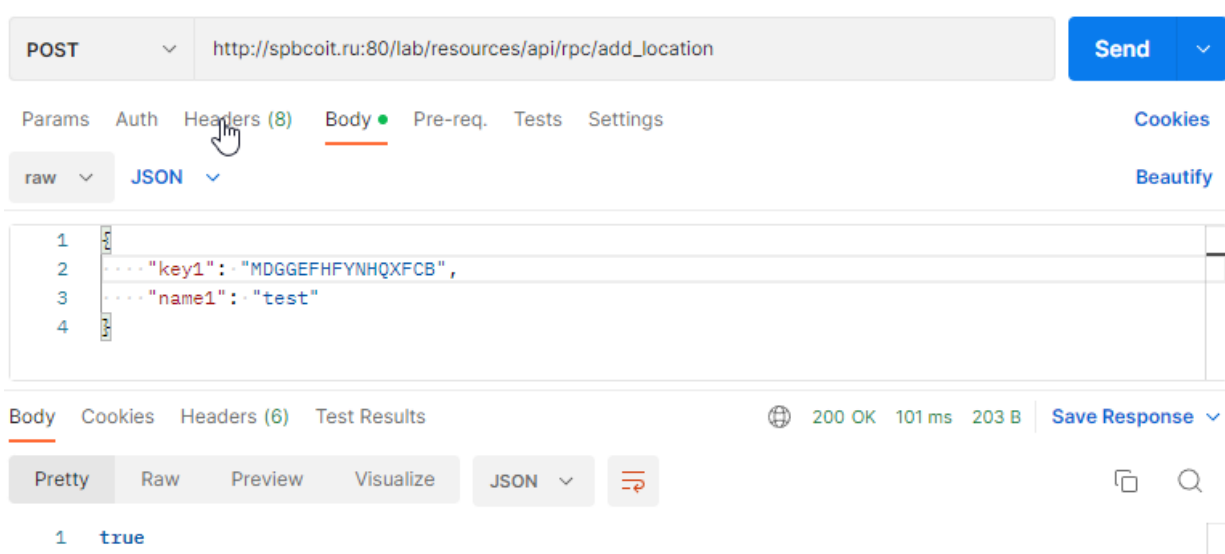 POST http://spbcoit.ru:80/lab/resources/api/rpc/add_location Send
Params Auth Headers (8) Body Pre-req. Tests Settings Cookies
raw JSON Beautify
1 {
2 "key1": "MDGGEFHFYNHQXFCB",
3 "name1": "test"
4 }
Body Cookies Headers (6) Test Results 200 OK 101 ms 203 B Save Response
Pretty Raw Preview Visualize JSON
1 true